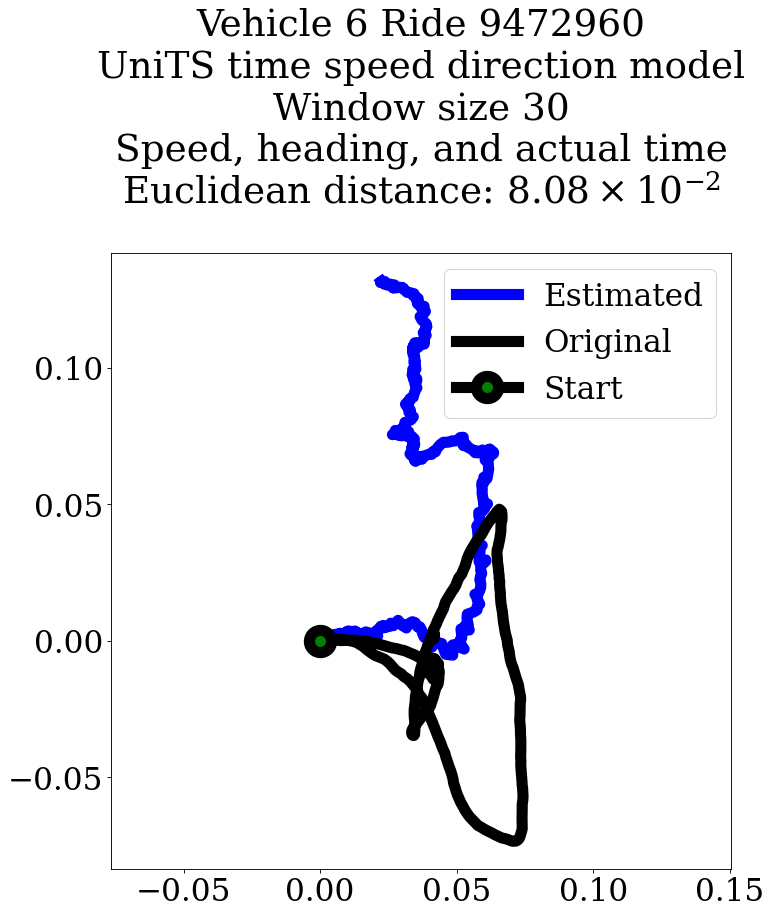 Vehicle 6 Ride 9472960
UniTS time speed direction model
Window size 30
Speed, heading, and actual time
Euclidean distance: 8.08 × 10⁻²
Estimated
Original
Start
0.10
0.05
0.00
−0.05
−0.05 0.00 0.05 0.10 0.15